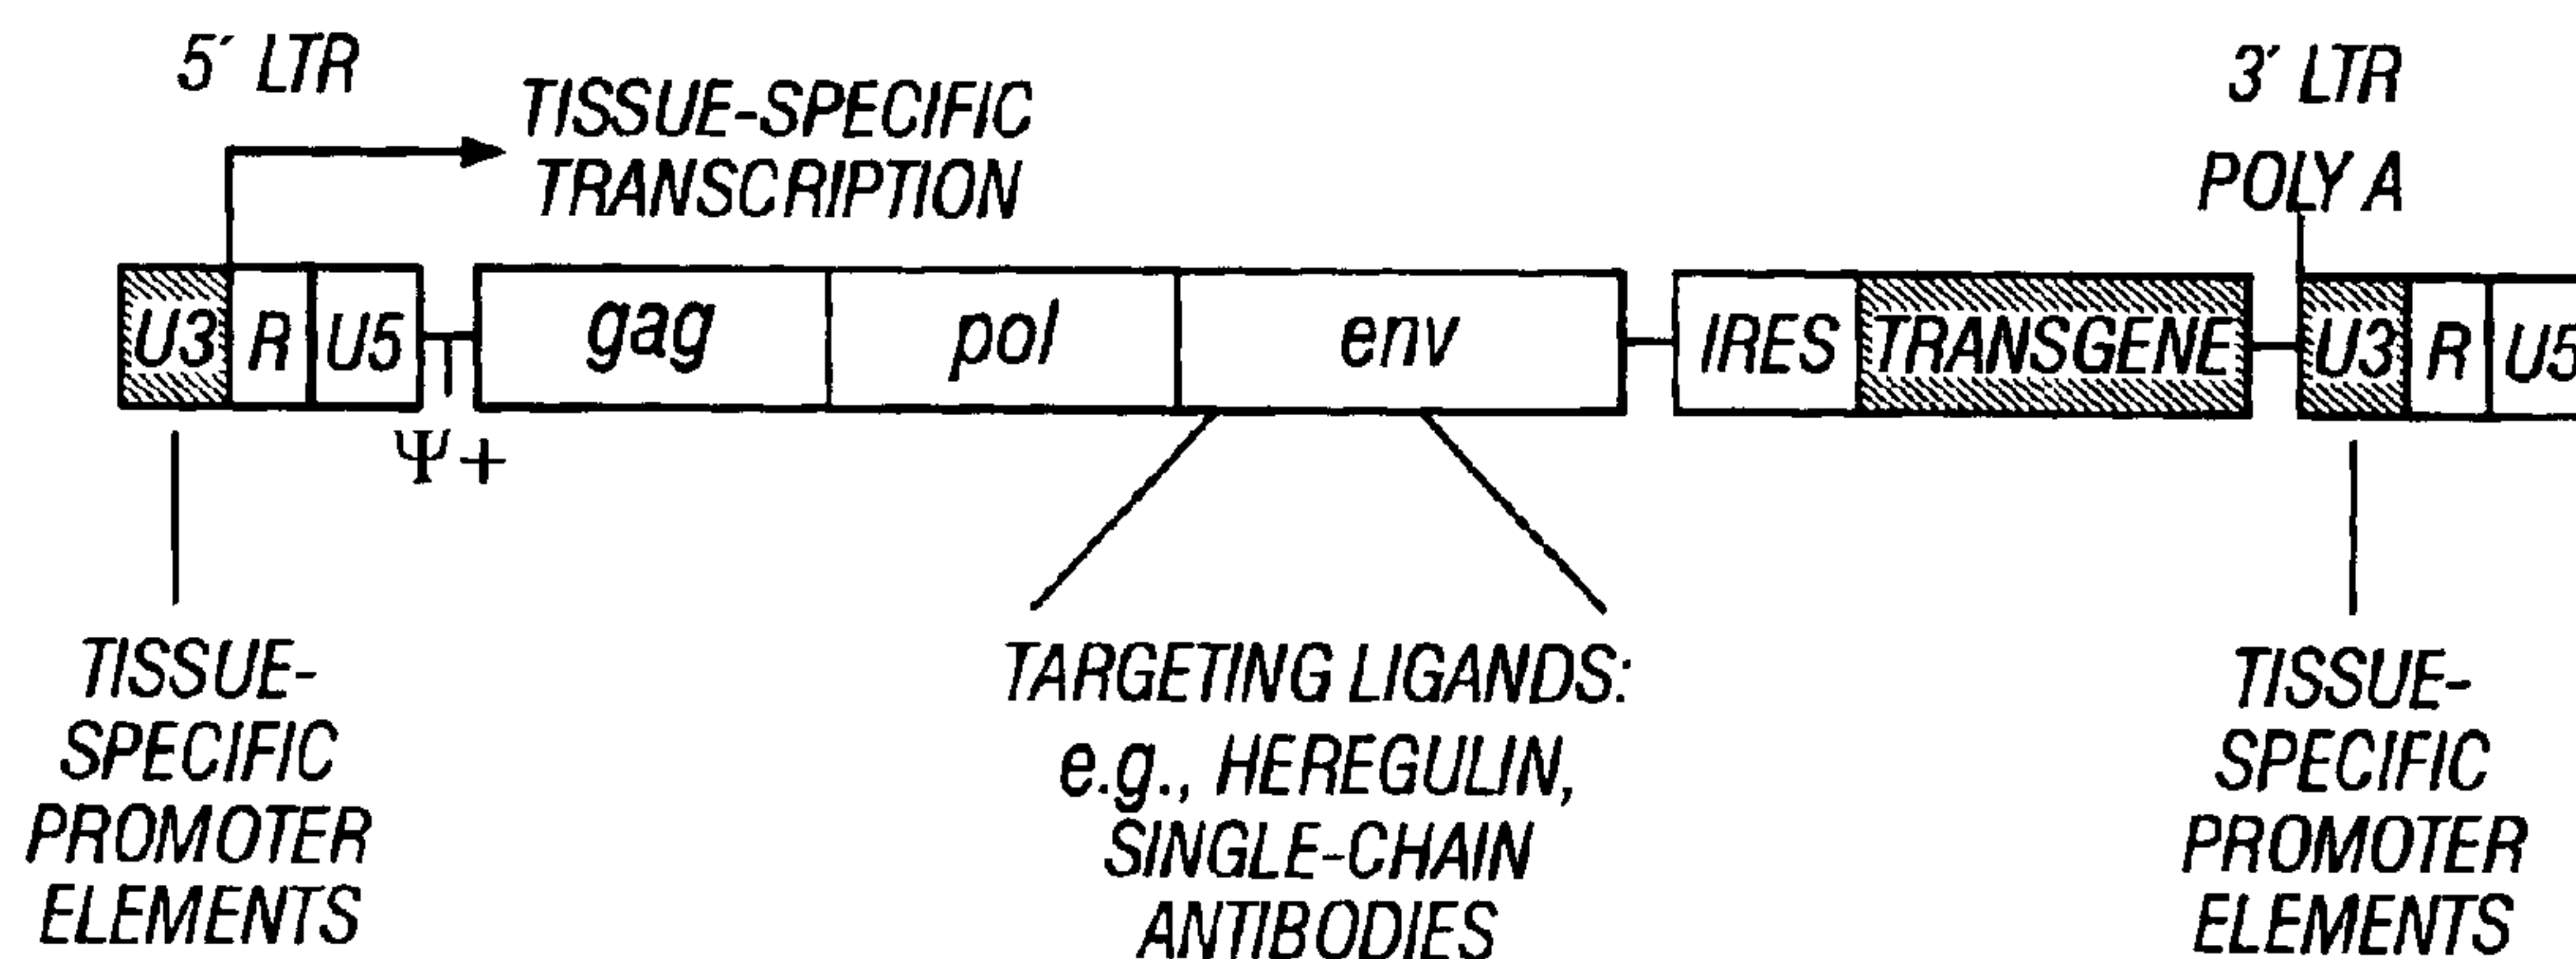 5′ LTR
TISSUE-SPECIFIC
TRANSCRIPTION
3′ LTR
POLY A
U3 R U5 gag pol env IRES TRANSGENE U3 R U5
Ψ+
TISSUE-
SPECIFIC
PROMOTER
ELEMENTS
TARGETING LIGANDS:
e.g., HEREGULIN,
SINGLE-CHAIN
ANTIBODIES
TISSUE-
SPECIFIC
PROMOTER
ELEMENTS